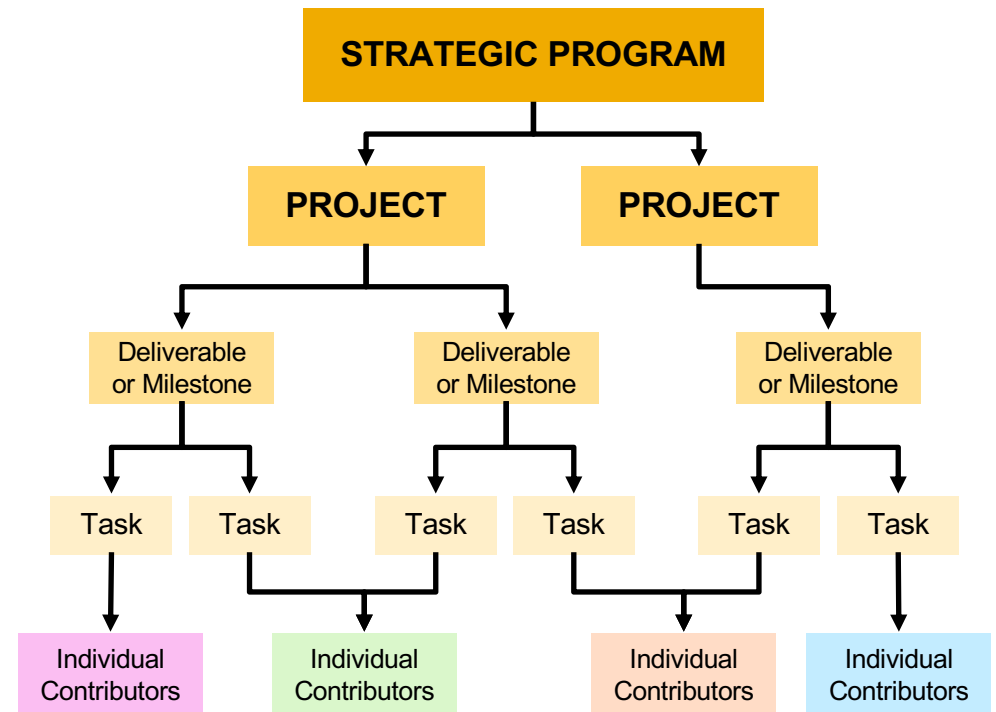 STRATEGIC PROGRAM
PROJECT
PROJECT
Deliverable
or Milestone
Deliverable
or Milestone
Deliverable
or Milestone
Task
Task
Task
Task
Task
Task
Individual
Contributors
Individual
Contributors
Individual
Contributors
Individual
Contributors